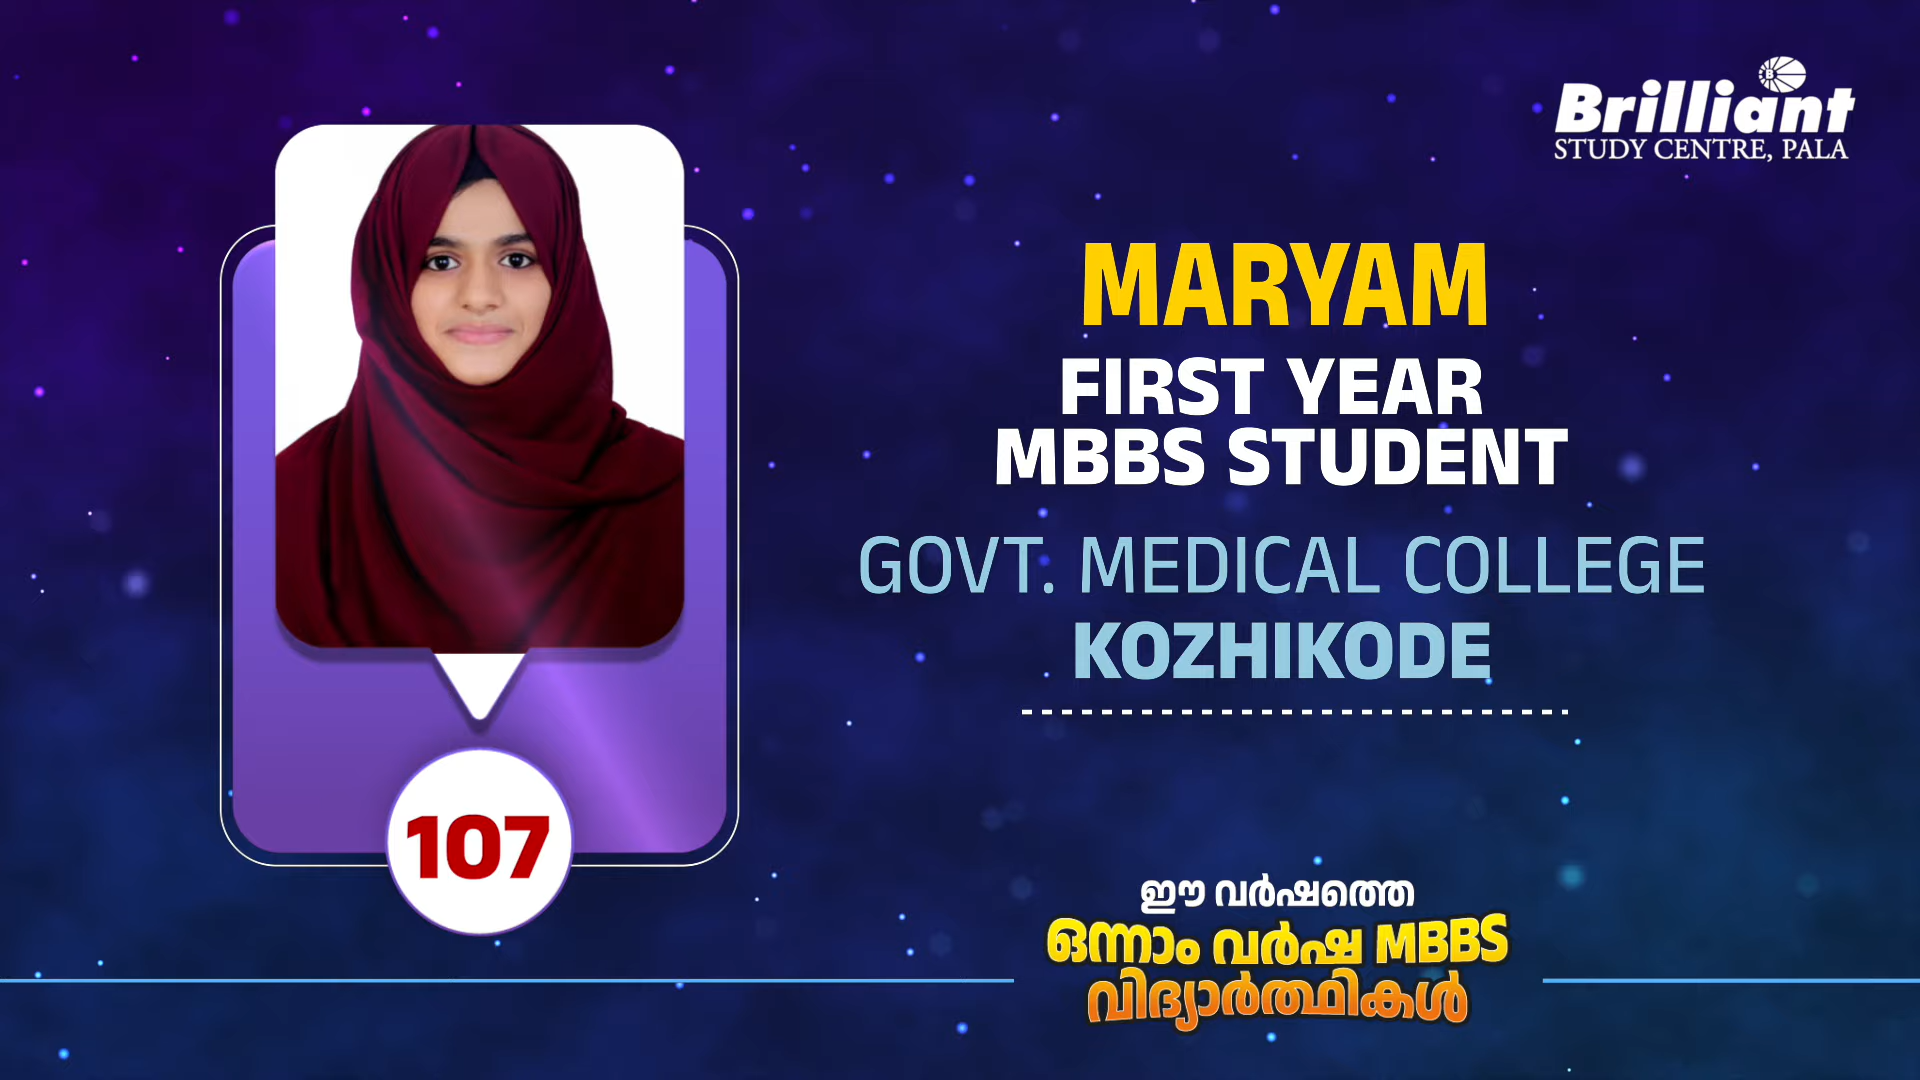 Brilliant
STUDY CENTRE, PALA
MARYAM
FIRST YEAR
MBBS STUDENT
GOVT. MEDICAL COLLEGE
KOZHIKODE
107
ഈ വർഷത്തെ
ഒന്നാം വർഷ MBBS
വിദ്യാർത്ഥികൾ